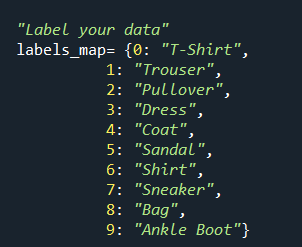 "Label your data"
labels_map= {0: "T-Shirt",
1: "Trouser",
2: "Pullover",
3: "Dress",
4: "Coat",
5: "Sandal",
6: "Shirt",
7: "Sneaker",
8: "Bag",
9: "Ankle Boot"}